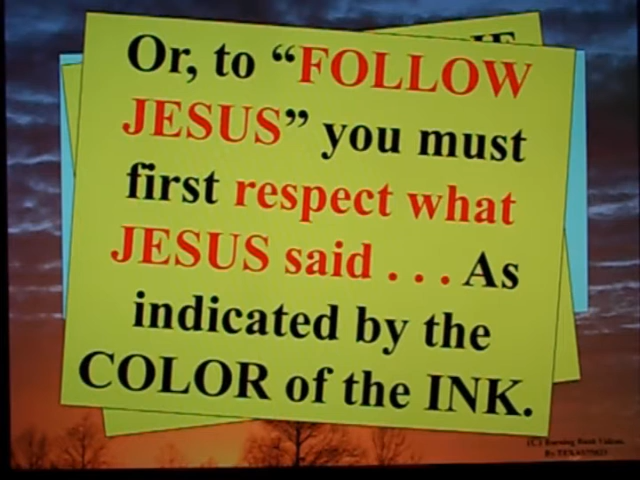 IF
Or, to “FOLLOW
JESUS” you must
first respect what
JESUS said . . . As
indicated by the
COLOR of the INK.